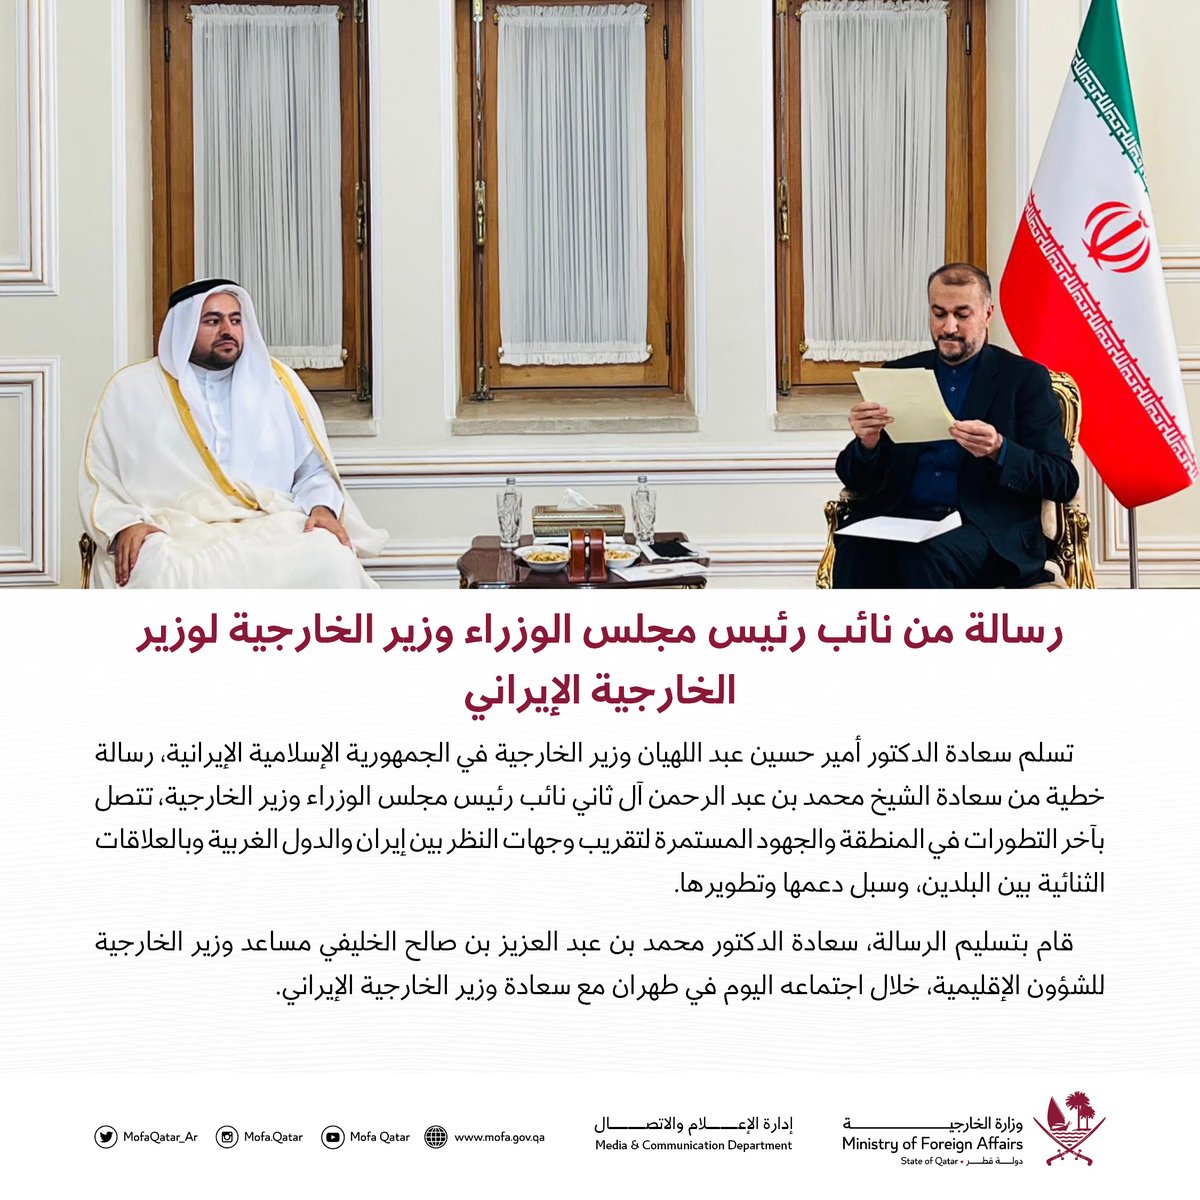 رسالة من نائب رئيس مجلس الوزراء وزير الخارجية لوزير
الخارجية الإيراني
تسلم سعادة الدكتور أمير حسين عبد اللهيان وزير الخارجية في الجمهورية الإسلامية الإيرانية، رسالة
خطية من سعادة الشيخ محمد بن عبد الرحمن آل ثاني نائب رئيس مجلس الوزراء وزير الخارجية، تتصل
بآخر التطورات في المنطقة والجهود المستمرة لتقريب وجهات النظر بين إيران والدول الغربية وبالعلاقات
الثنائية بين البلدين، وسبل دعمها وتطويرها.
قام بتسليم الرسالة، سعادة الدكتور محمد بن عبد العزيز بن صالح الخليفي مساعد وزير الخارجية
للشؤون الإقليمية، خلال اجتماعه اليوم في طهران مع سعادة وزير الخارجية الإيراني.
وزارة الخارجيـــــــة
Ministry of Foreign Affairs
State of Qatar • دولـــة قطـــر
إدارة الإعـــــلام والاتصـــــال
Media & Communication Department
MofaQatar_Ar
Mofa.Qatar
Mofa Qatar
www.mofa.gov.qa